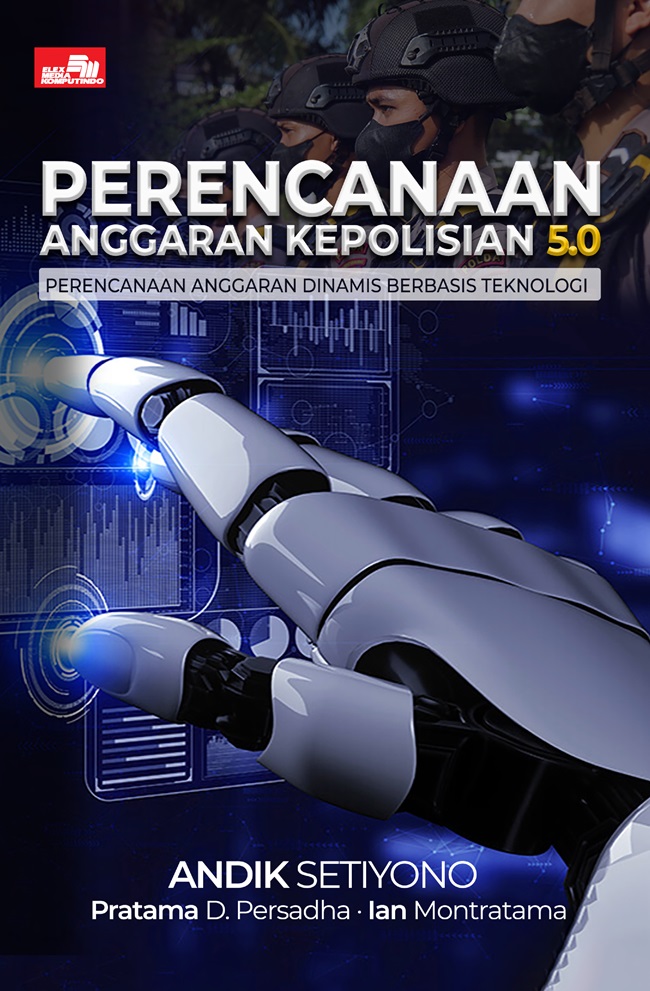 ELEX
MEDIA
KOMPUTINDO
PERENCANAAN
ANGGARAN KEPOLISIAN 5.0
PERENCANAAN ANGGARAN DINAMIS BERBASIS TEKNOLOGI
ANDIK SETIYONO
Pratama D. Persadha · Ian Montratama